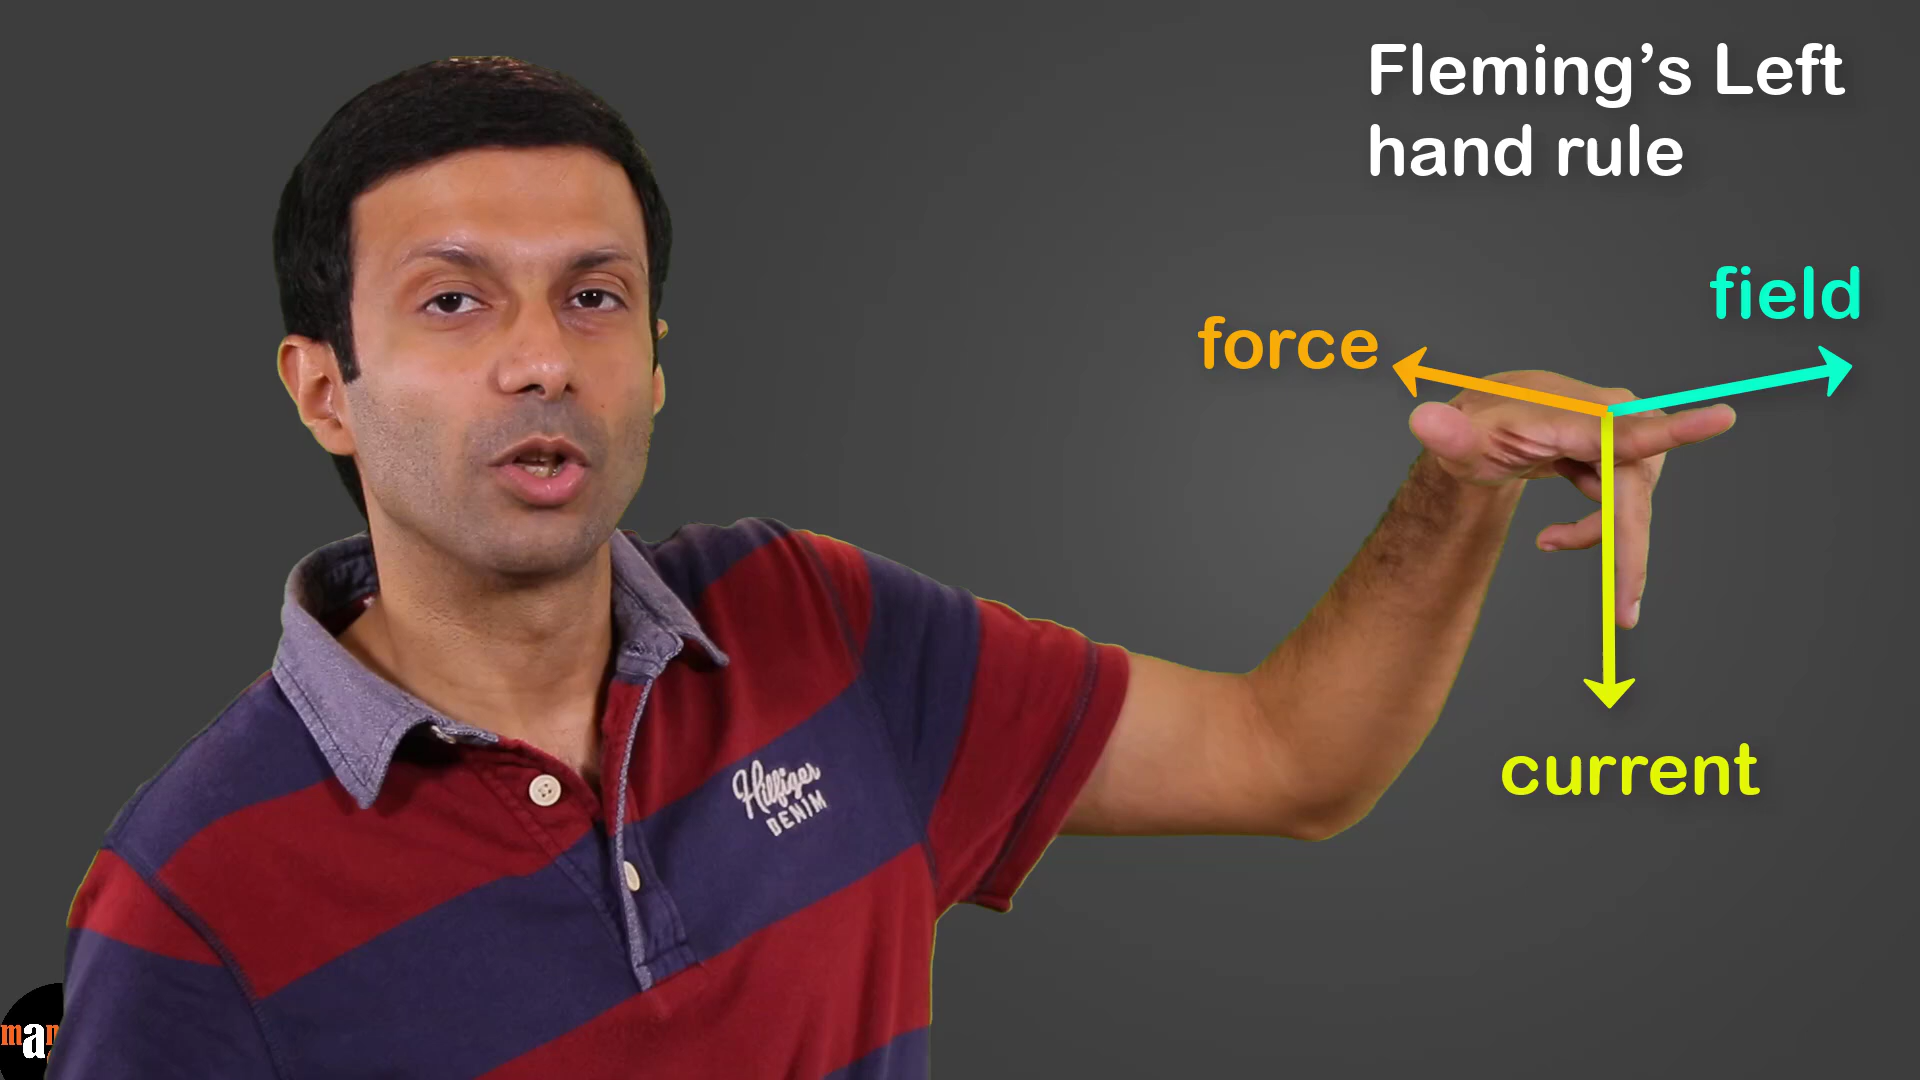 Fleming’s Left
hand rule
field
force
current
Hilfiger
DENIM